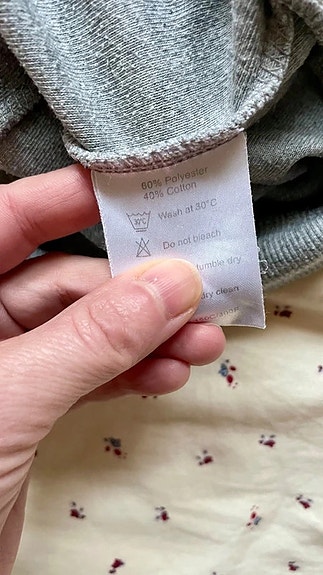 60% Polyester
40% Cotton
Wash at 30°C
Do not bleach
tumble dry
dry clean